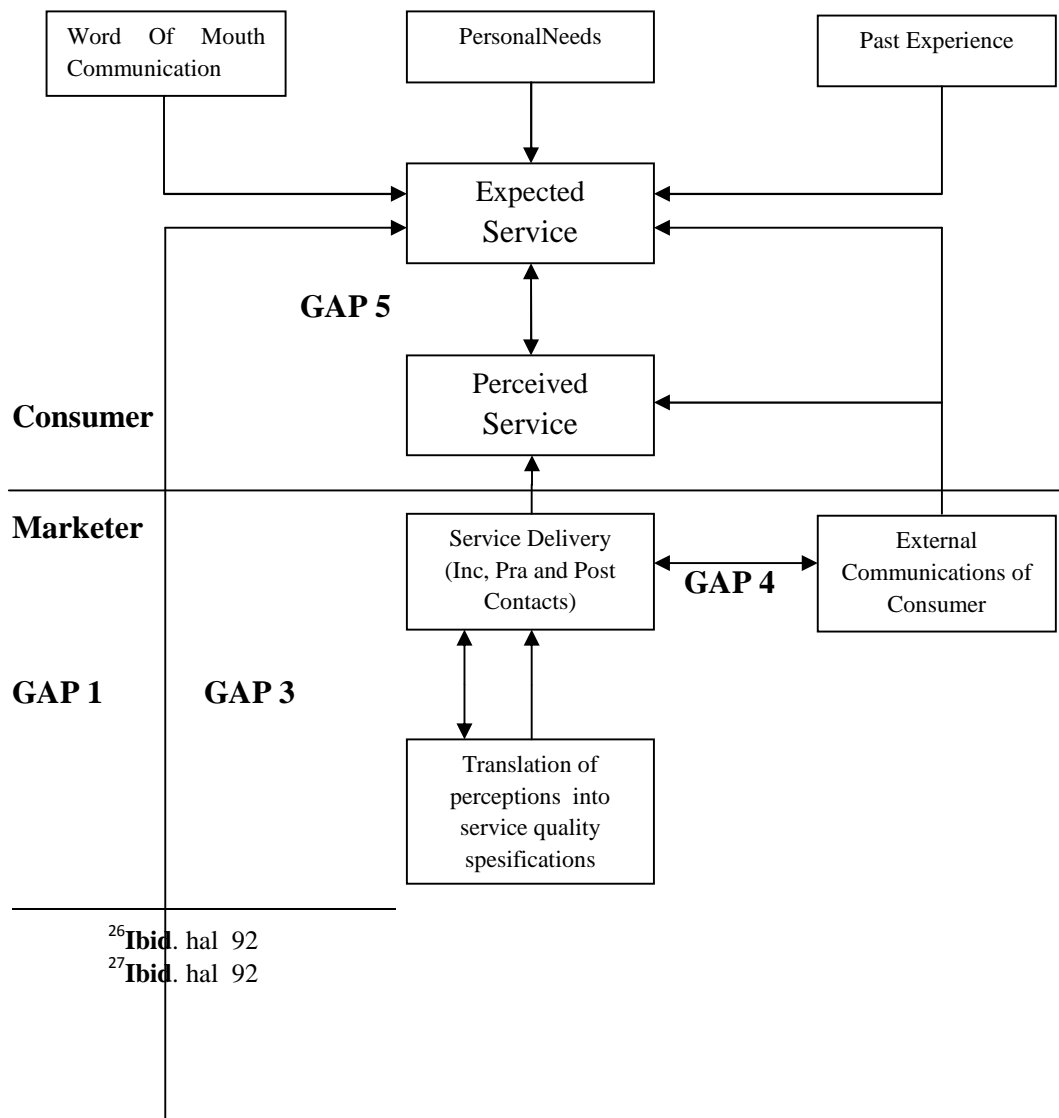 Word Of Mouth
Communication
PersonalNeeds
Past Experience
Expected
Service
GAP 5
Perceived
Service
Consumer
Marketer
Service Delivery
(Inc, Pra and Post
Contacts)
GAP 4
External
Communications of
Consumer
GAP 1
GAP 3
Translation of
perceptions into
service quality
spesifications
26Ibid. hal 92
27Ibid. hal 92